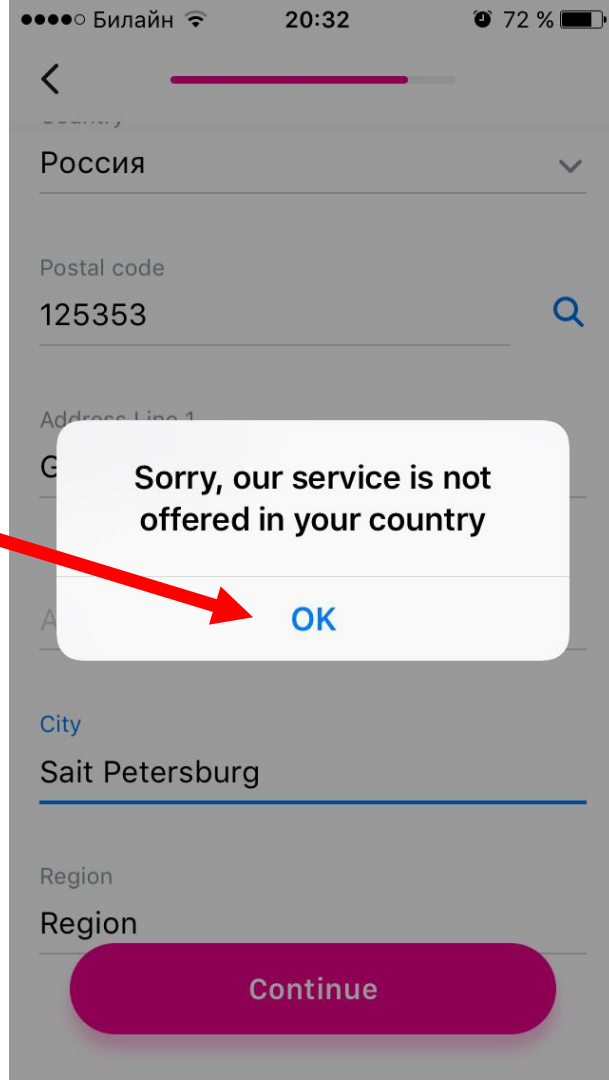 Билайн 20:32 72 %
Россия
Postal code
125353
Address Line 1
G
Sorry, our service is not
offered in your country
A
OK
City
Sait Petersburg
Region
Region
Continue